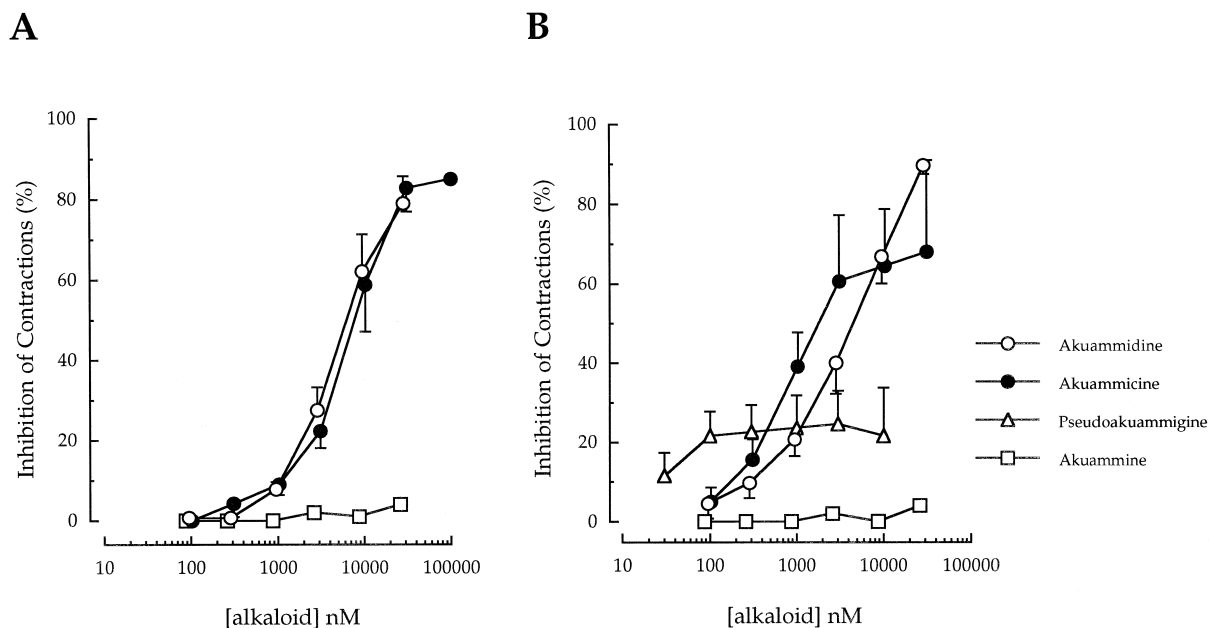 A
B
Inhibition of Contractions (%)
100
80
60
40
20
0
10
100
1000
10000
100000
[alkaloid] nM
Inhibition of Contractions (%)
100
80
60
40
20
0
10
100
1000
10000
100000
[alkaloid] nM
Akuammidine
Akuammicine
Pseudoakuammigine
Akuammine